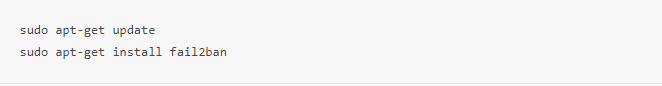 sudo apt-get update
sudo apt-get install fail2ban